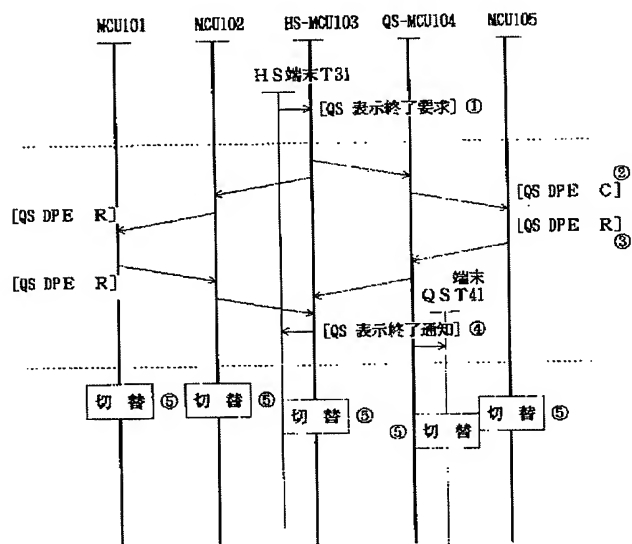 MCU101 MCU102 HS-MCU103 QS-MCU104 MCU105
HS端末T31
[QS 表示終了要求] ①
②
[QS DPE C]
[QS DPE R]
[QS DPE R]
③
[QS DPE R]
端末
QST41
[QS 表示終了通知] ④
切替 ⑤ 切替 ⑤ 切替 ⑤ ⑤ 切替 切替 ⑤